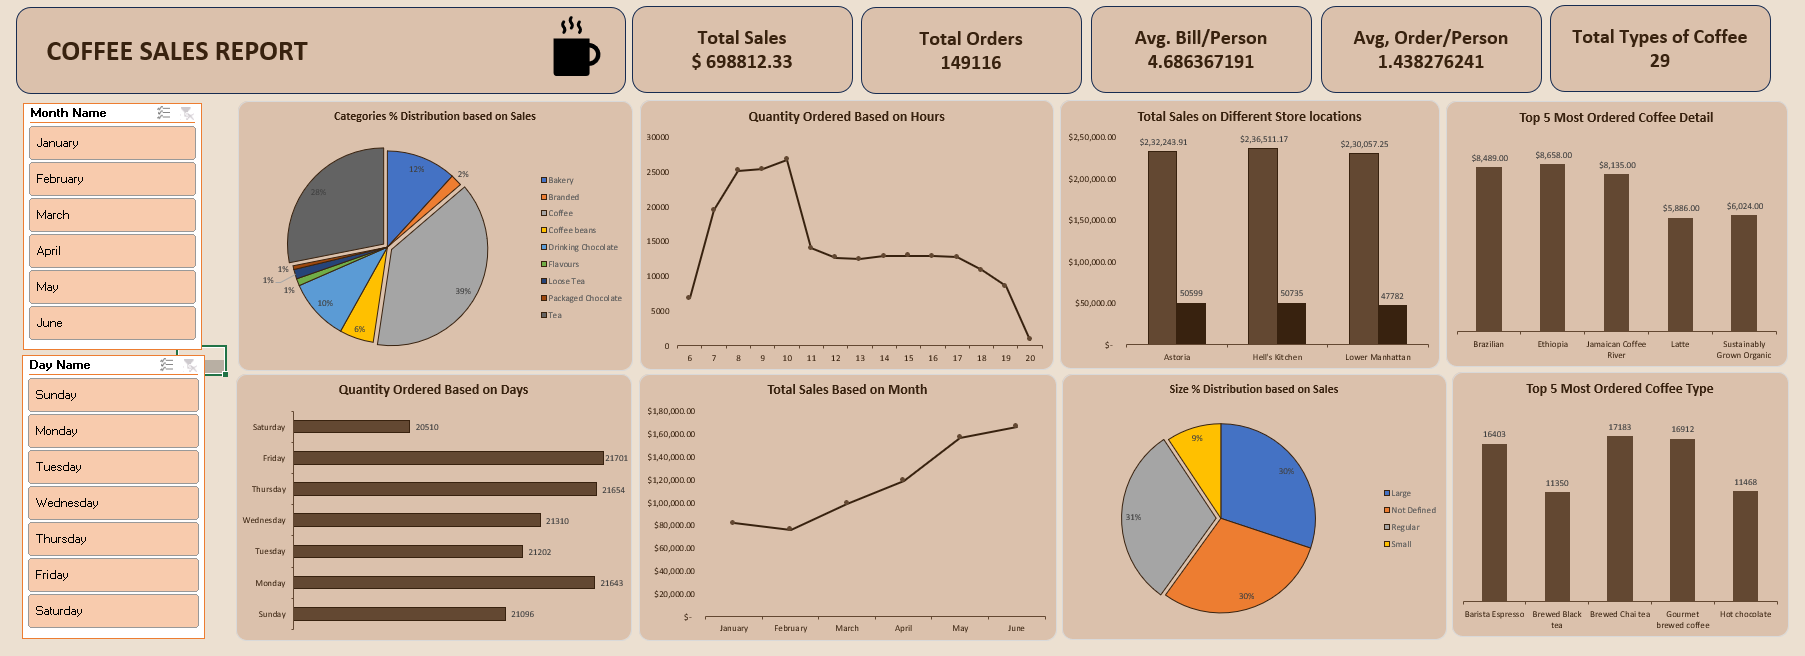 COFFEE SALES REPORT
Total Sales
$ 698812.33
Total Orders
149116
Avg. Bill/Person
4.686367191
Avg, Order/Person
1.438276241
Total Types of Coffee
29
Month Name
January
February
March
April
May
June
Day Name
Sunday
Monday
Tuesday
Wednesday
Thursday
Friday
Saturday
Categories % Distribution based on Sales
12%
2%
39%
6%
10%
1%
1%
1%
28%
Bakery
Branded
Coffee
Coffee beans
Drinking Chocolate
Flavours
Loose Tea
Packaged Chocolate
Tea
Quantity Ordered Based on Hours
30000
25000
20000
15000
10000
5000
0
6 7 8 9 10 11 12 13 14 15 16 17 18 19 20
Total Sales on Different Store locations
$2,50,000.00
$2,00,000.00
$1,50,000.00
$1,00,000.00
$50,000.00
$-
$2,32,243.91
50599
$2,36,511.17
50735
$2,30,057.25
47782
Astoria
Hell's Kitchen
Lower Manhattan
Top 5 Most Ordered Coffee Detail
$8,489.00
$8,658.00
$8,135.00
$5,886.00
$6,024.00
Brazilian
Ethiopia
Jamaican Coffee
River
Latte
Sustainably
Grown Organic
Quantity Ordered Based on Days
Saturday 20510
Friday 21701
Thursday 21654
Wednesday 21310
Tuesday 21202
Monday 21643
Sunday 21096
Total Sales Based on Month
$1,80,000.00
$1,60,000.00
$1,40,000.00
$1,20,000.00
$1,00,000.00
$80,000.00
$60,000.00
$40,000.00
$20,000.00
$-
January February March April May June
Size % Distribution based on Sales
9%
30%
31%
30%
Large
Not Defined
Regular
Small
Top 5 Most Ordered Coffee Type
16403
11350
17183
16912
11468
Barista Espresso
Brewed Black
tea
Brewed Chai tea
Gourmet
brewed coffee
Hot chocolate